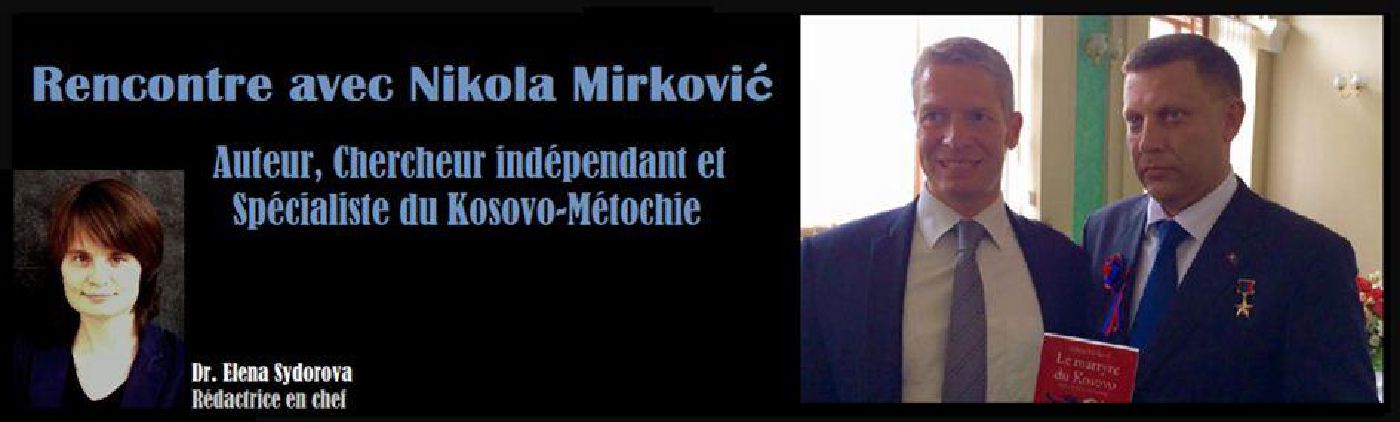 Rencontre avec Nikola Mirković
Auteur, Chercheur indépendant et
Spécialiste du Kosovo-Métochie
Dr. Elena Sydorova
Rédactrice en chef
Le martyre
du Kosovo